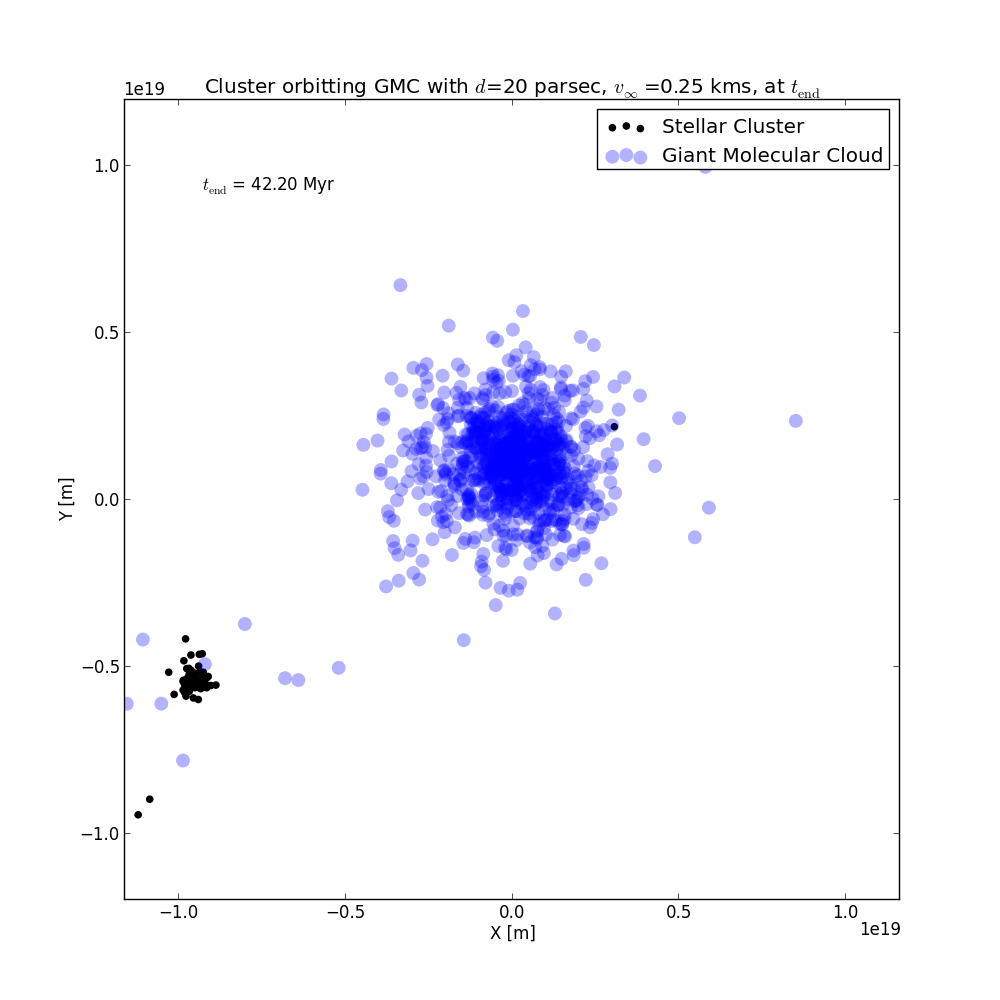 Cluster orbitting GMC with d=20 parsec, v∞ =0.25 kms, at t_end
1e19
Stellar Cluster
Giant Molecular Cloud
t_end = 42.20 Myr
1.0
0.5
0.0
−0.5
−1.0
Y [m]
−1.0 −0.5 0.0 0.5 1.0
1e19
X [m]